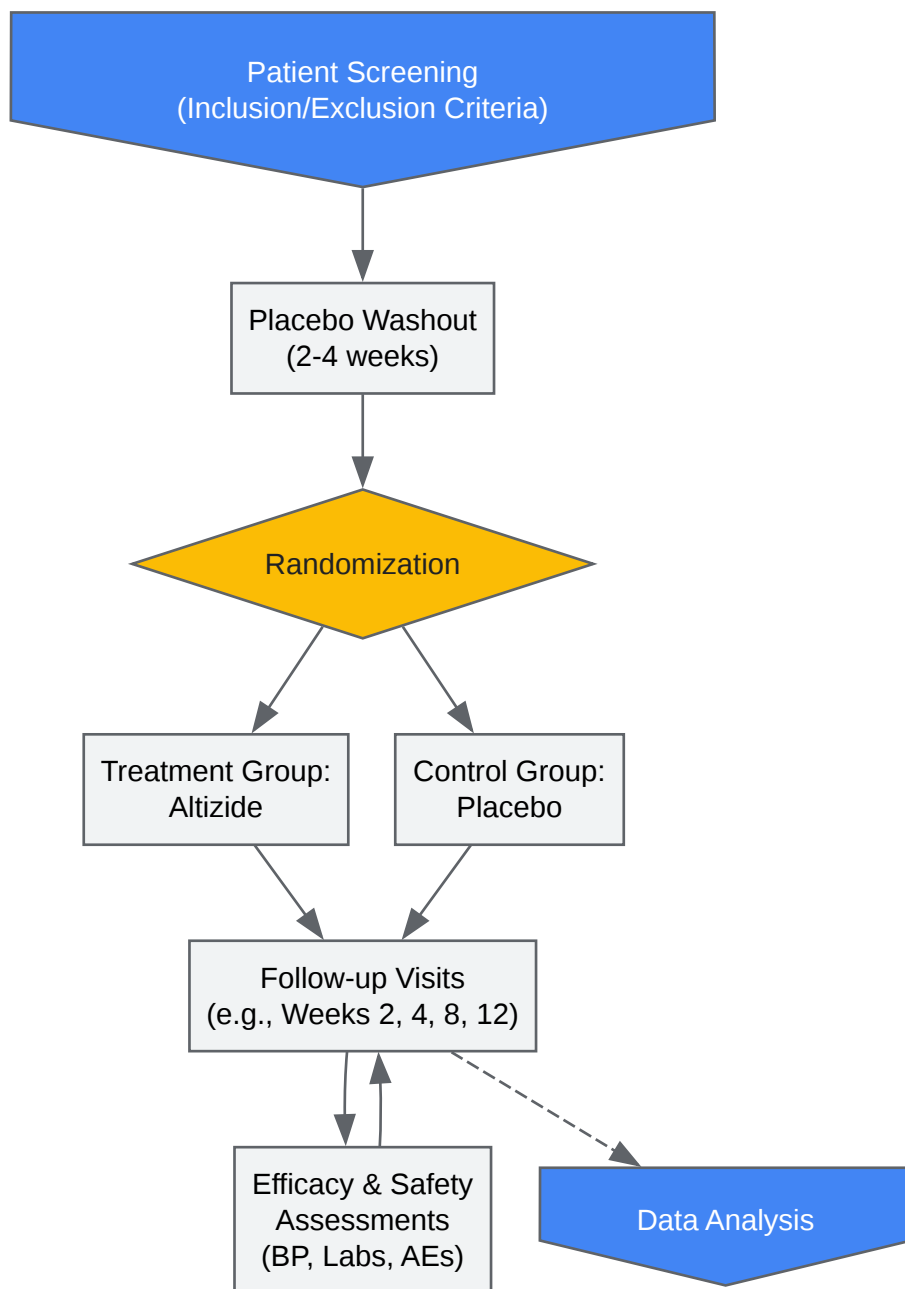 Patient Screening
(Inclusion/Exclusion Criteria)
Placebo Washout
(2-4 weeks)
Randomization
Treatment Group:
Altizide
Control Group:
Placebo
Follow-up Visits
(e.g., Weeks 2, 4, 8, 12)
Efficacy & Safety
Assessments
(BP, Labs, AEs)
Data Analysis